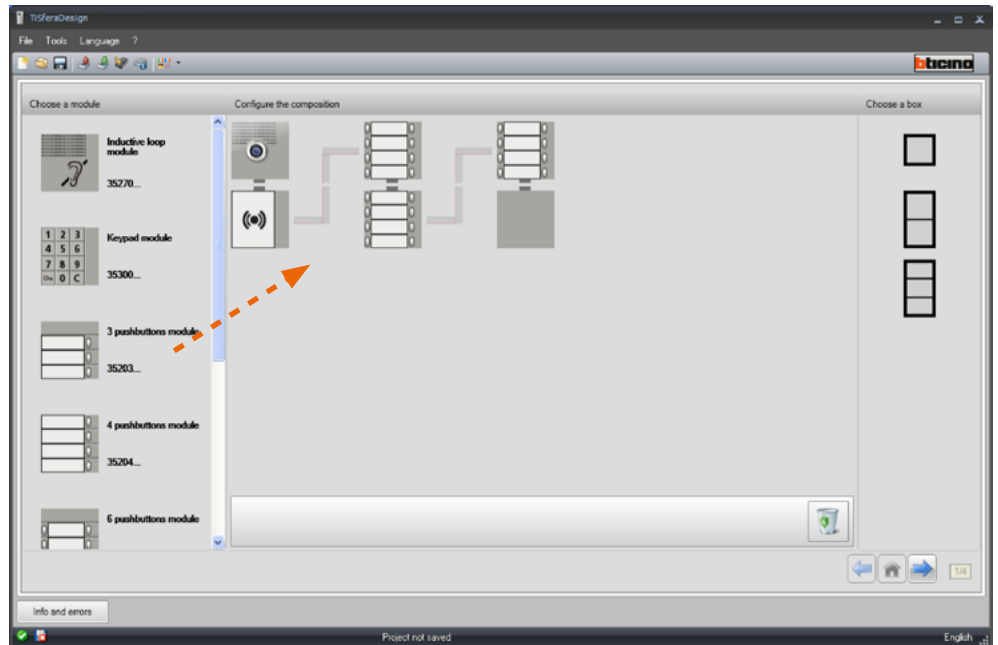 TiSferaDesign
File Tools Language ?
bticino
Choose a module
Configure the composition
Choose a box
Inductive loop
module
35270...
1 2 3
4 5 6
7 8 9
On 0 C
Keypad module
35300...
3 pushbuttons module
35203...
4 pushbuttons module
35204...
6 pushbuttons module
1/4
Info and errors
Project not saved
English